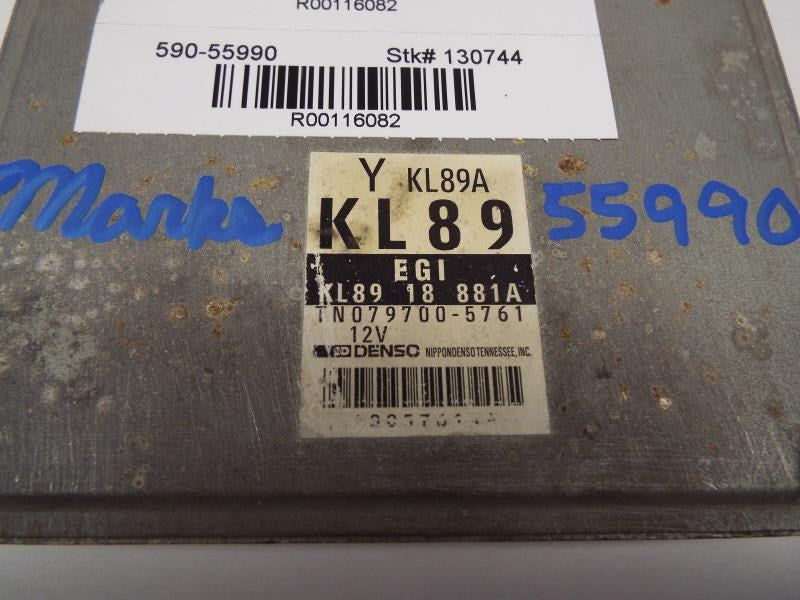 R00116082
590-55990 Stk# 130744
R00116082
Y KL89A
Marks KL89 55990
EGI
KL89 18 881A
TN079700-5761
12V
ND DENSO NIPPONDENSO TENNESSEE, INC.